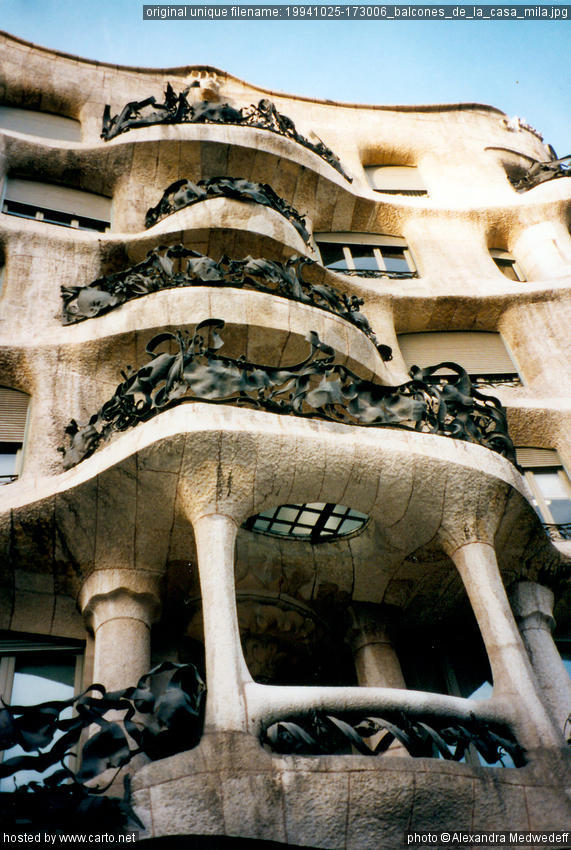 original unique filename: 19941025-173006_balcones_de_la_casa_mila.jpg
hosted by www.carto.net
photo ©Alexandra Medwedeff